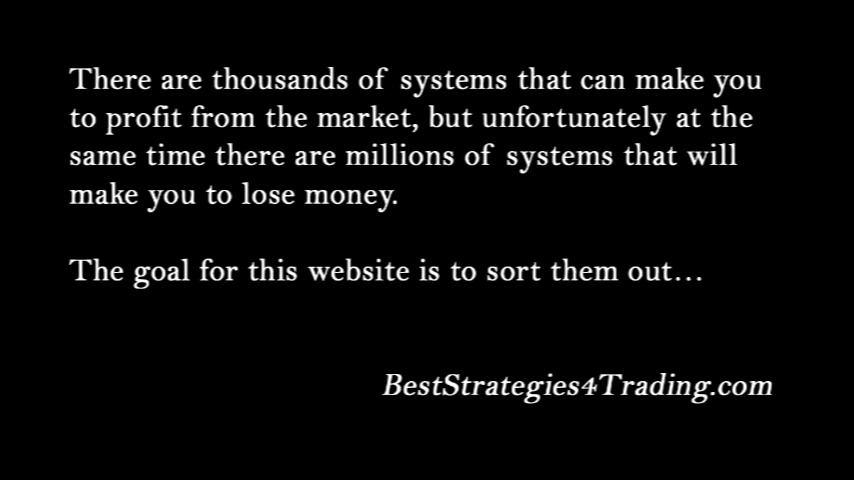 There are thousands of systems that can make you
to profit from the market, but unfortunately at the
same time there are millions of systems that will
make you to lose money.
The goal for this website is to sort them out...
BestStrategies4Trading.com